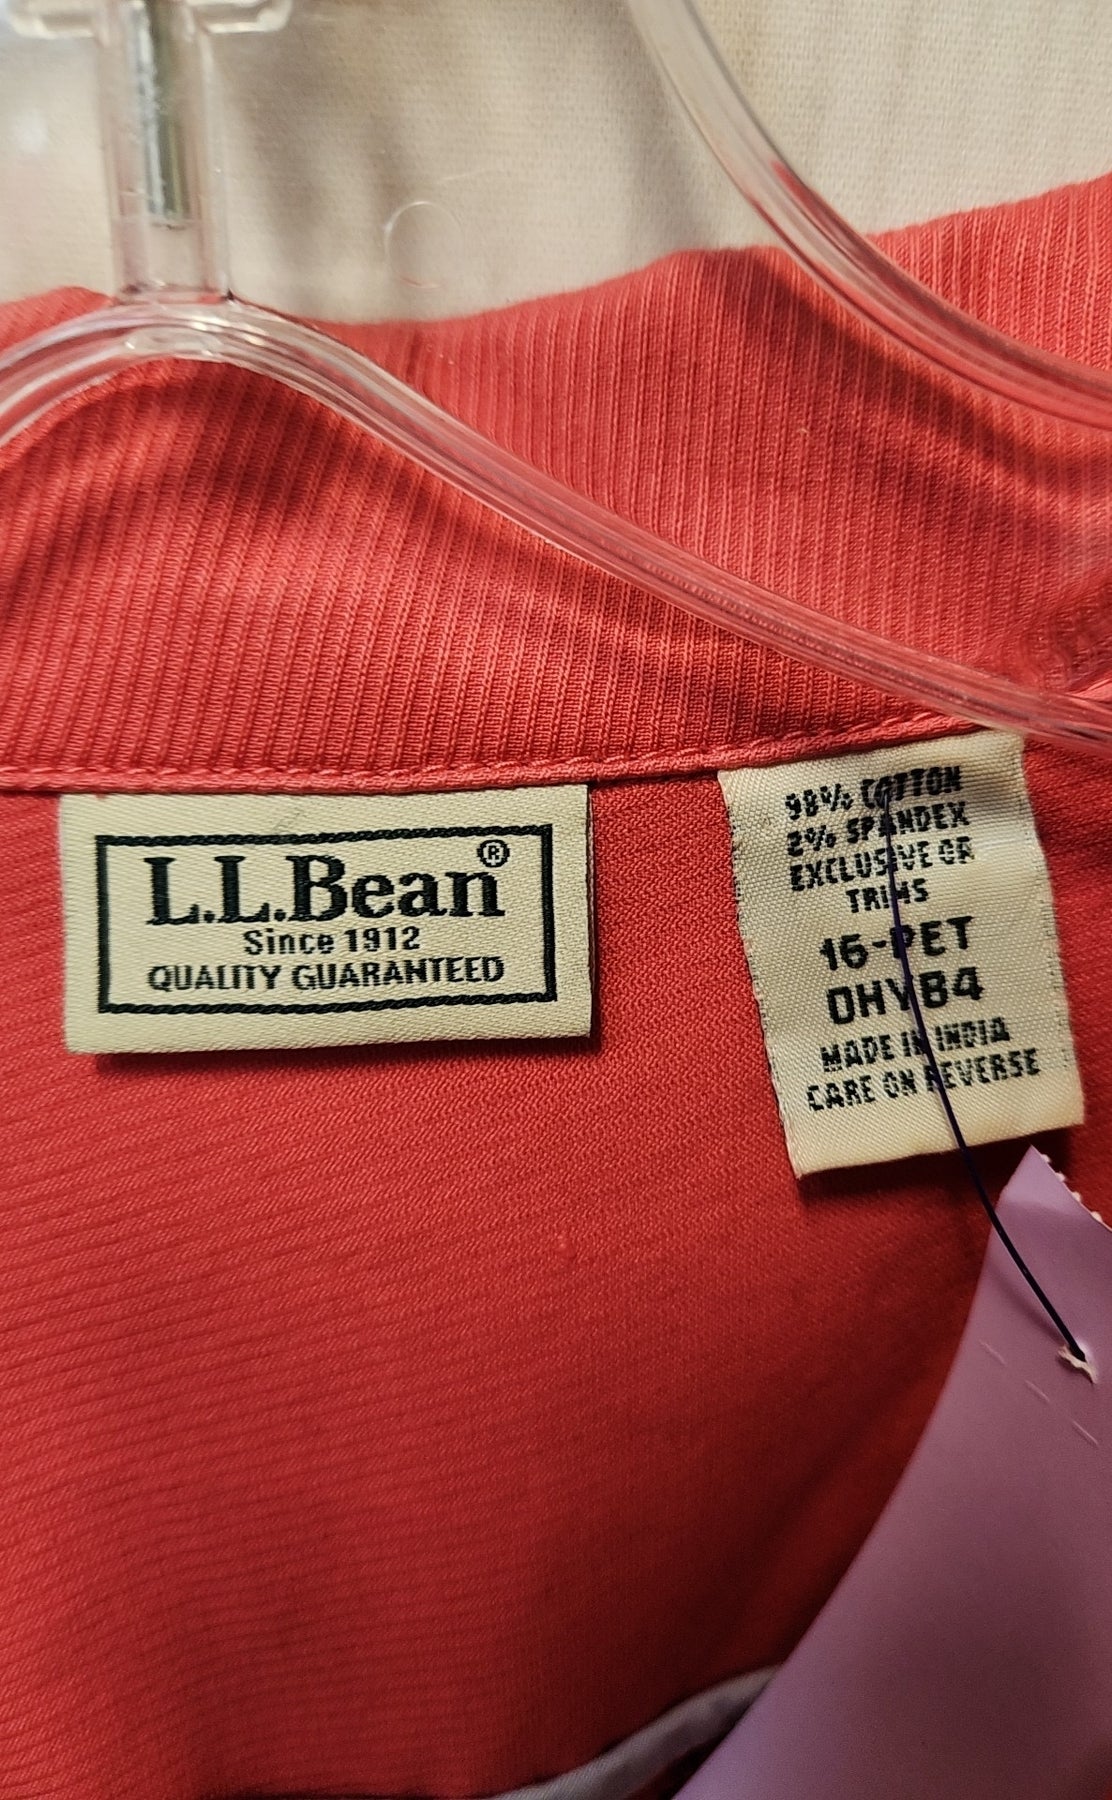 L.L.Bean®
Since 1912
QUALITY GUARANTEED
98% COTTON
2% SPANDEX
EXCLUSIVE OF
TRIMS
16-PET
0HYB4
MADE IN INDIA
CARE ON REVERSE